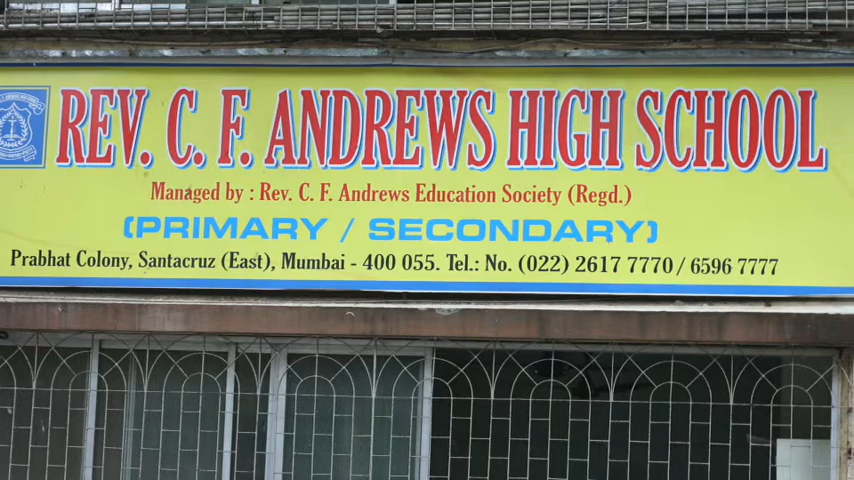 REV. C. F. ANDREWS HIGH SCHOOL
Managed by : Rev. C. F. Andrews Education Society (Regd.)
(PRIMARY / SECONDARY)
Prabhat Colony, Santacruz (East), Mumbai - 400 055. Tel.: No. (022) 2617 7770 / 6596 7777